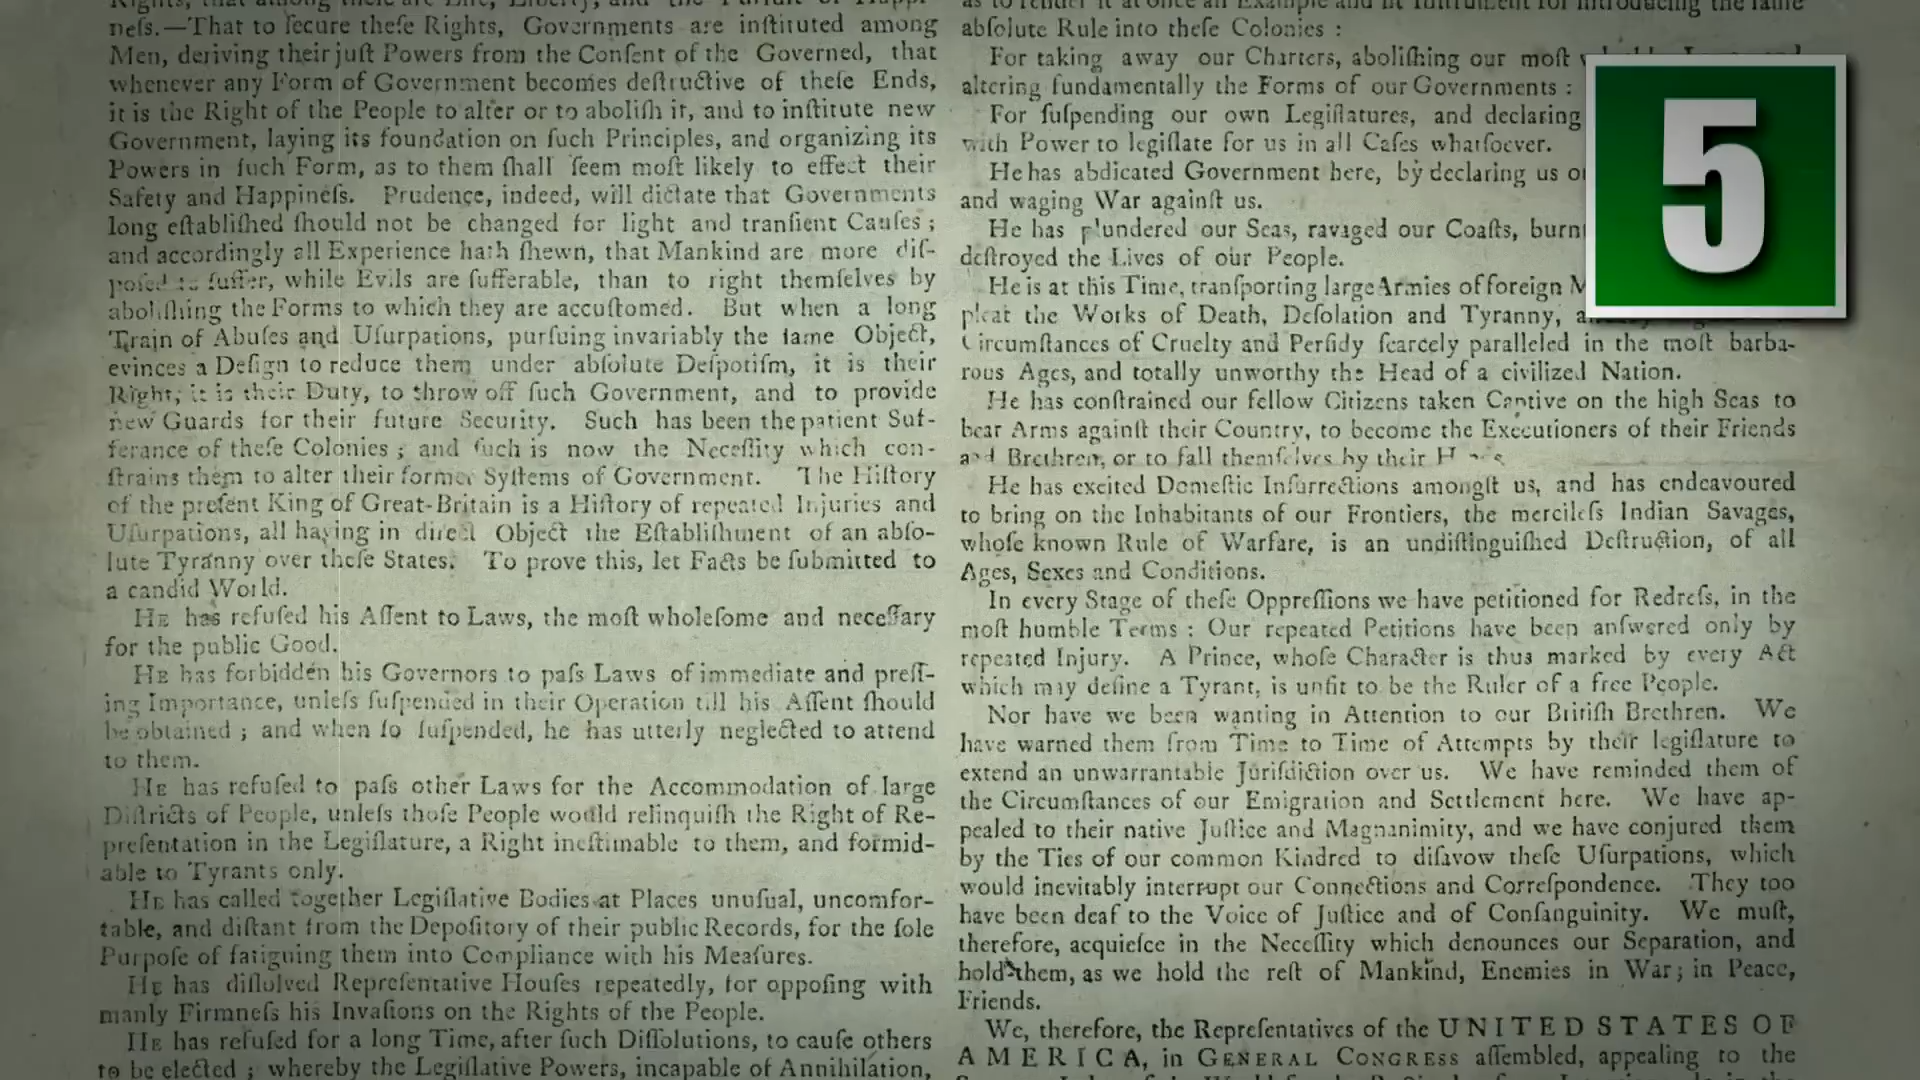 neſs.—That to ſecure theſe Rights, Governments are inſtituted among
Men, deriving their juſt Powers from the Conſent of the Governed, that
whenever any Form of Government becomes deſtructive of theſe Ends,
it is the Right of the People to alter or to aboliſh it, and to inſtitute new
Government, laying its foundation on ſuch Principles, and organizing its
Powers in ſuch Form, as to them ſhall ſeem moſt likely to effect their
Safety and Happineſs. Prudence, indeed, will dictate that Governments
long eſtabliſhed ſhould not be changed for light and tranſient Cauſes ;
and accordingly all Experience hath ſhewn, that Mankind are more diſ-
poſed to ſuffer, while Evils are ſufferable, than to right themſelves by
aboliſhing the Forms to which they are accuſtomed. But when a long
Train of Abuſes and Uſurpations, purſuing invariably the ſame Object,
evinces a Deſign to reduce them under abſolute Deſpotiſm, it is their
Right, it is their Duty, to throw off ſuch Government, and to provide
new Guards for their future Security. Such has been the patient Suf-
ferance of theſe Colonies ; and ſuch is now the Neceſſity which con-
ſtrains them to alter their former Syſtems of Government. The Hiſtory
of the preſent King of Great-Britain is a Hiſtory of repeated Injuries and
Uſurpations, all having in direct Object the Eſtabliſhment of an abſo-
lute Tyranny over theſe States. To prove this, let Facts be ſubmitted to
a candid World.
HE has refuſed his Aſſent to Laws, the moſt wholeſome and neceſſary
for the public Good.
HE has forbidden his Governors to paſs Laws of immediate and preſſ-
ing Importance, unleſs ſuſpended in their Operation till his Aſſent ſhould
be obtained ; and when ſo ſuſpended, he has utterly neglected to attend
to them.
HE has refuſed to paſs other Laws for the Accommodation of large
Diſtricts of People, unleſs thoſe People would relinquiſh the Right of Re-
preſentation in the Legiſlature, a Right ineſtimable to them, and formid-
able to Tyrants only.
HE has called together Legiſlative Bodies at Places unuſual, uncomfor-
table, and diſtant from the Depoſitory of their public Records, for the ſole
Purpoſe of fatiguing them into Compliance with his Meaſures.
HE has diſſolved Repreſentative Houſes repeatedly, for oppoſing with
manly Firmneſs his Invaſions on the Rights of the People.
HE has refuſed for a long Time, after ſuch Diſſolutions, to cauſe others
to be elected ; whereby the Legiſlative Powers, incapable of Annihilation,
as to render it at once an Example and fit Inſtrument for introducing the ſame
abſolute Rule into theſe Colonies :
For taking away our Charters, aboliſhing our moſt
altering fundamentally the Forms of our Governments :
For ſuſpending our own Legiſlatures, and declaring
with Power to legiſlate for us in all Caſes whatſoever.
He has abdicated Government here, by declaring us
and waging War againſt us.
He has plundered our Seas, ravaged our Coaſts, burn
deſtroyed the Lives of our People.
He is at this Time, tranſporting large Armies of foreign
pleat the Works of Death, Deſolation and Tyranny,
Circumſtances of Cruelty and Perfidy ſcarcely paralleled in the moſt barba-
rous Ages, and totally unworthy the Head of a civilized Nation.
He has conſtrained our fellow Citizens taken Captive on the high Seas to
bear Arms againſt their Country, to become the Executioners of their Friends
and Brethren, or to fall themſelves by their
He has excited Domeſtic Inſurrections amongſt us, and has endeavoured
to bring on the Inhabitants of our Frontiers, the mercileſs Indian Savages,
whoſe known Rule of Warfare, is an undiſtinguiſhed Deſtruction, of all
Ages, Sexes and Conditions.
In every Stage of theſe Oppreſſions we have petitioned for Redreſs, in the
moſt humble Terms : Our repeated Petitions have been anſwered only by
repeated Injury. A Prince, whoſe Character is thus marked by every Act
which may define a Tyrant, is unfit to be the Ruler of a free People.
Nor have we been wanting in Attention to our Britiſh Brethren. We
have warned them from Time to Time of Attempts by their legiſlature to
extend an unwarrantable Juriſdiction over us. We have reminded them of
the Circumſtances of our Emigration and Settlement here. We have ap-
pealed to their native Juſtice and Magnanimity, and we have conjured them
by the Ties of our common Kindred to diſavow theſe Uſurpations, which
would inevitably interrupt our Connections and Correſpondence. They too
have been deaf to the Voice of Juſtice and of Conſanguinity. We muſt,
therefore, acquieſce in the Neceſſity which denounces our Separation, and
hold them, as we hold the reſt of Mankind, Enemies in War; in Peace,
Friends.
We, therefore, the Repreſentatives of the UNITED STATES OF
AMERICA, in GENERAL CONGRESS aſſembled, appealing to the
5